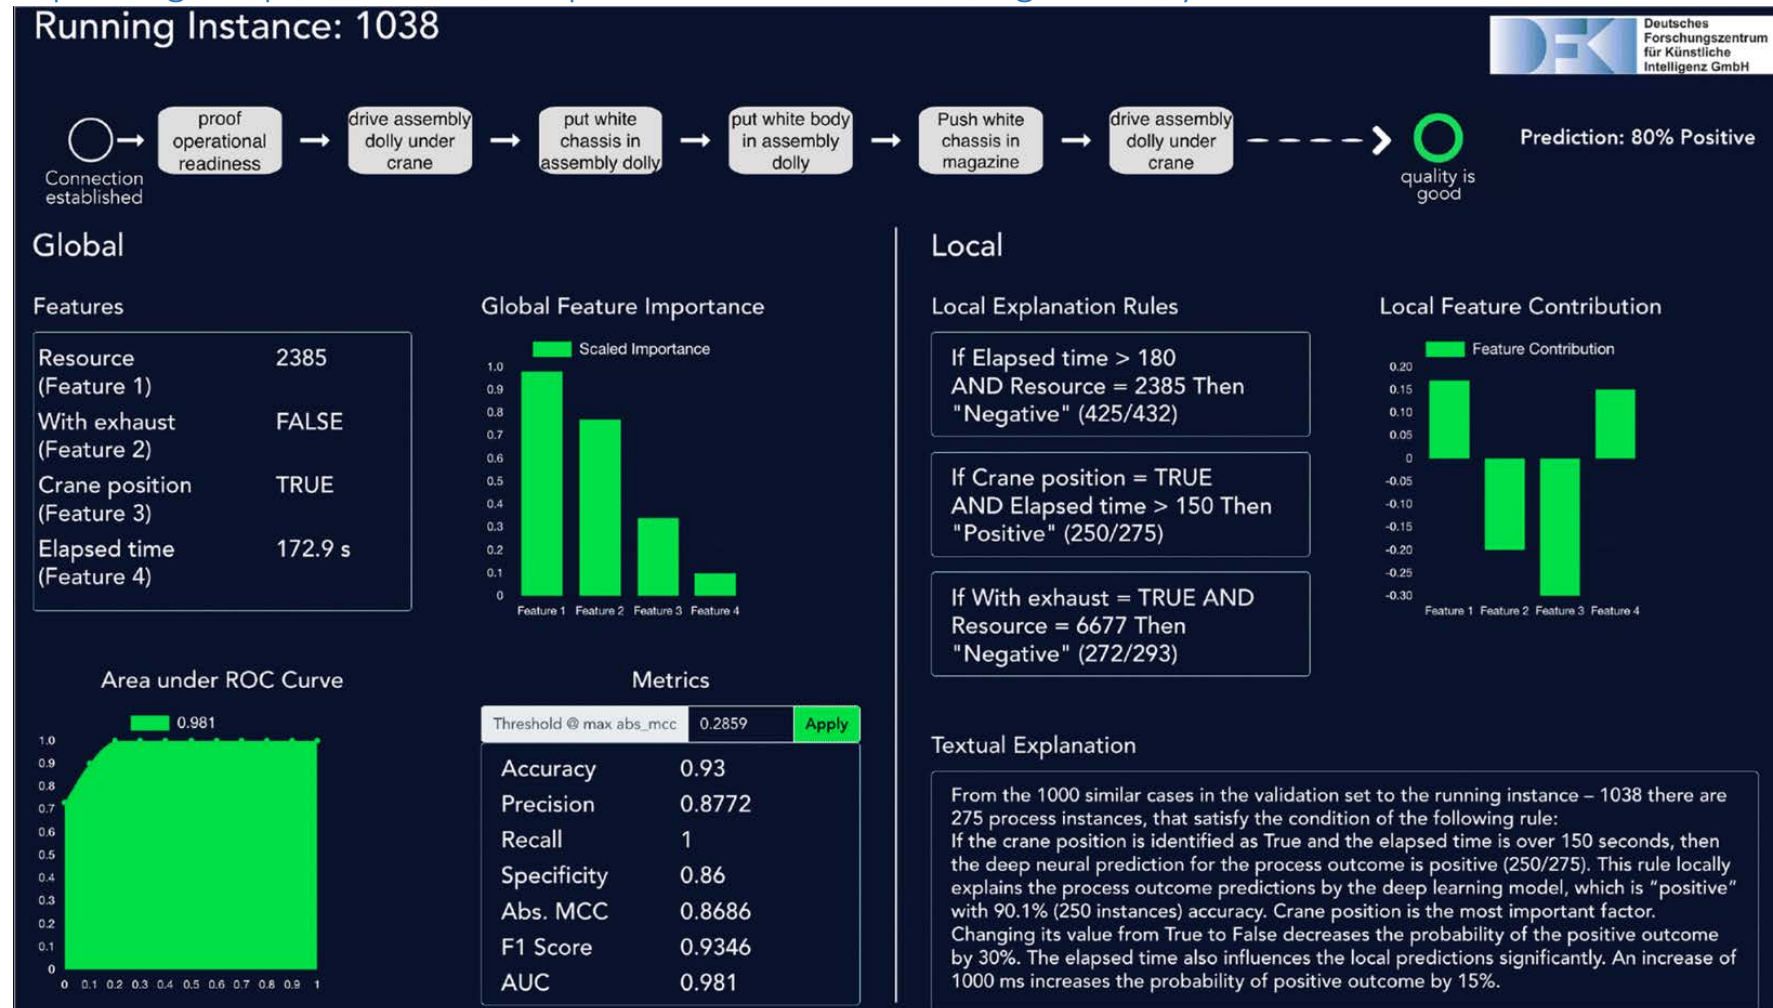 Running Instance: 1038
Deutsches
Forschungszentrum
für Künstliche
Intelligenz GmbH
Connection
established
proof
operational
readiness
drive assembly
dolly under
crane
put white
chassis in
assembly dolly
put white body
in assembly
dolly
Push white
chassis in
magazine
drive assembly
dolly under
crane
quality is
good
Prediction: 80% Positive
Global
Features
Resource 2385
(Feature 1)
With exhaust FALSE
(Feature 2)
Crane position TRUE
(Feature 3)
Elapsed time 172.9 s
(Feature 4)
Global Feature Importance
Scaled Importance
1.0
0.9
0.8
0.7
0.6
0.5
0.4
0.3
0.2
0.1
0
Feature 1 Feature 2 Feature 3 Feature 4
Area under ROC Curve
0.981
1.0
0.9
0.8
0.7
0.6
0.5
0.4
0.3
0.2
0.1
0
0 0.1 0.2 0.3 0.4 0.5 0.6 0.7 0.8 0.9 1
Metrics
Threshold @ max abs_mcc 0.2859 Apply
Accuracy 0.93
Precision 0.8772
Recall 1
Specificity 0.86
Abs. MCC 0.8686
F1 Score 0.9346
AUC 0.981
Local
Local Explanation Rules
If Elapsed time > 180
AND Resource = 2385 Then
"Negative" (425/432)
If Crane position = TRUE
AND Elapsed time > 150 Then
"Positive" (250/275)
If With exhaust = TRUE AND
Resource = 6677 Then
"Negative" (272/293)
Local Feature Contribution
Feature Contribution
0.20
0.15
0.10
0.05
0
-0.05
-0.10
-0.15
-0.20
-0.25
-0.30
Feature 1 Feature 2 Feature 3 Feature 4
Textual Explanation
From the 1000 similar cases in the validation set to the running instance – 1038 there are
275 process instances, that satisfy the condition of the following rule:
If the crane position is identified as True and the elapsed time is over 150 seconds, then
the deep neural prediction for the process outcome is positive (250/275). This rule locally
explains the process outcome predictions by the deep learning model, which is "positive"
with 90.1% (250 instances) accuracy. Crane position is the most important factor.
Changing its value from True to False decreases the probability of the positive outcome
by 30%. The elapsed time also influences the local predictions significantly. An increase of
1000 ms increases the probability of positive outcome by 15%.